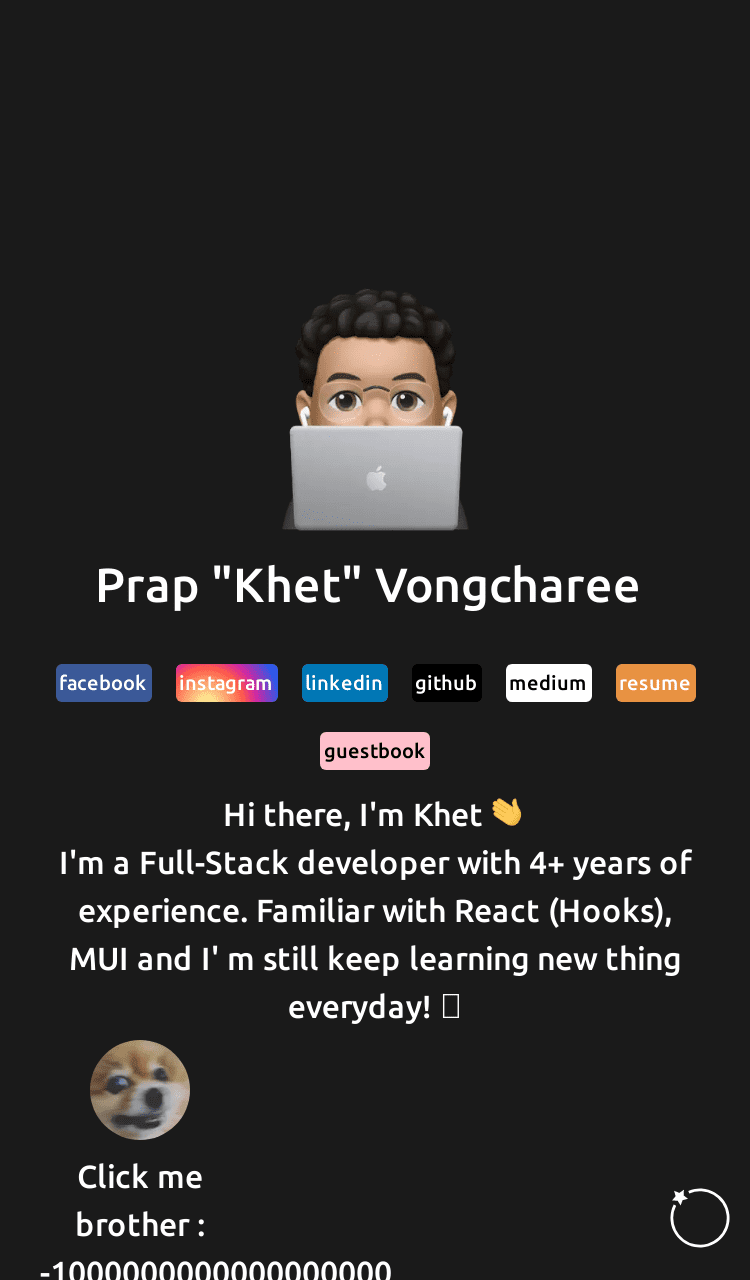 Prap "Khet" Vongcharee
facebook instagram linkedin github medium resume
guestbook
Hi there, I'm Khet 👋
I'm a Full-Stack developer with 4+ years of
experience. Familiar with React (Hooks),
MUI and I' m still keep learning new thing
everyday!
Click me
brother :
-1000000000000000000